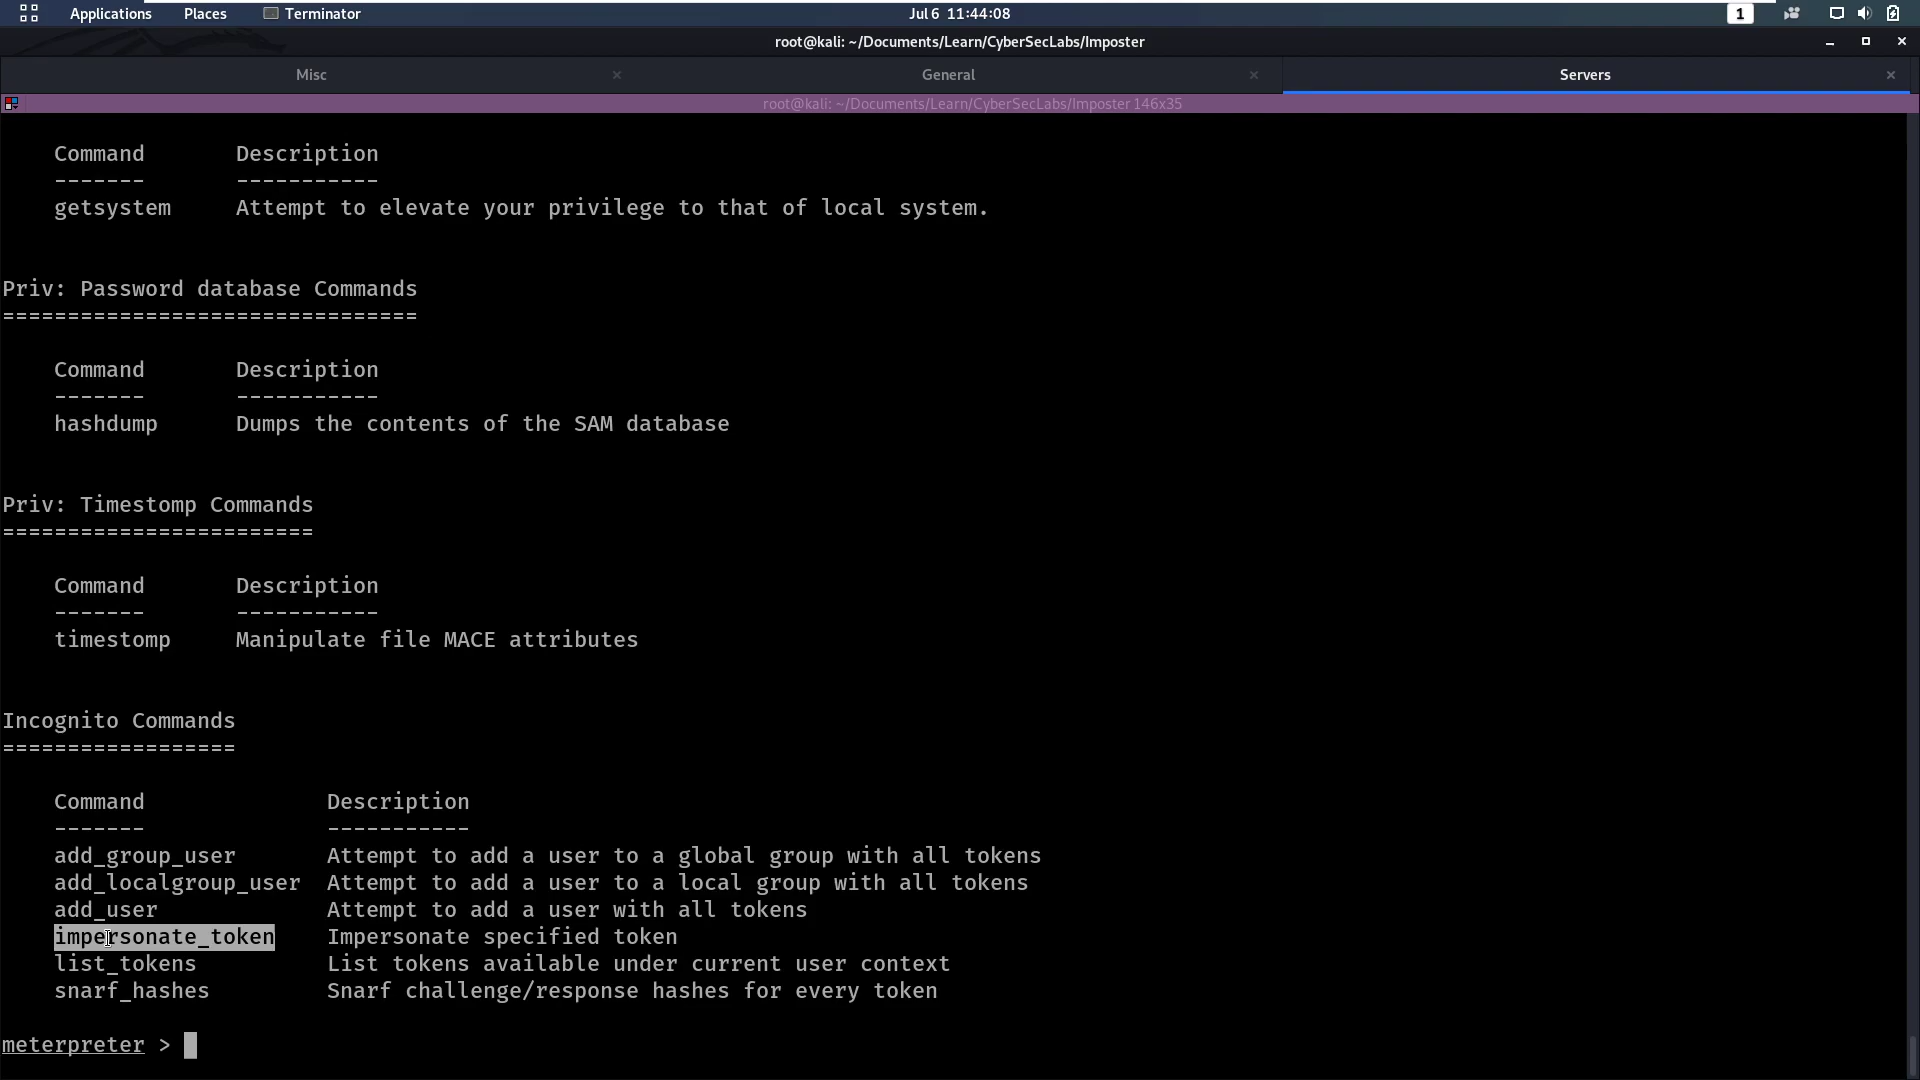 Applications Places Terminator Jul 6 11:44:08 1
root@kali: ~/Documents/Learn/CyberSecLabs/Imposter
Misc × General × Servers ×
root@kali: ~/Documents/Learn/CyberSecLabs/Imposter 146x35
Command Description
------- -----------
getsystem Attempt to elevate your privilege to that of local system.
Priv: Password database Commands
================================
Command Description
------- -----------
hashdump Dumps the contents of the SAM database
Priv: Timestomp Commands
========================
Command Description
------- -----------
timestomp Manipulate file MACE attributes
Incognito Commands
==================
Command Description
------- -----------
add_group_user Attempt to add a user to a global group with all tokens
add_localgroup_user Attempt to add a user to a local group with all tokens
add_user Attempt to add a user with all tokens
impersonate_token Impersonate specified token
list_tokens List tokens available under current user context
snarf_hashes Snarf challenge/response hashes for every token
meterpreter >